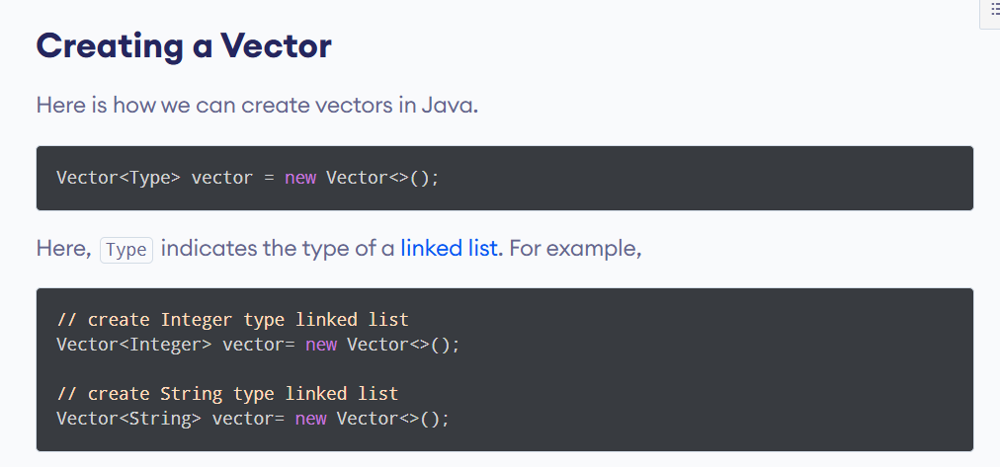 Creating a Vector
Here is how we can create vectors in Java.
Vector<Type> vector = new Vector<>();
Here, Type indicates the type of a linked list. For example,
// create Integer type linked list
Vector<Integer> vector= new Vector<>();
// create String type linked list
Vector<String> vector= new Vector<>();